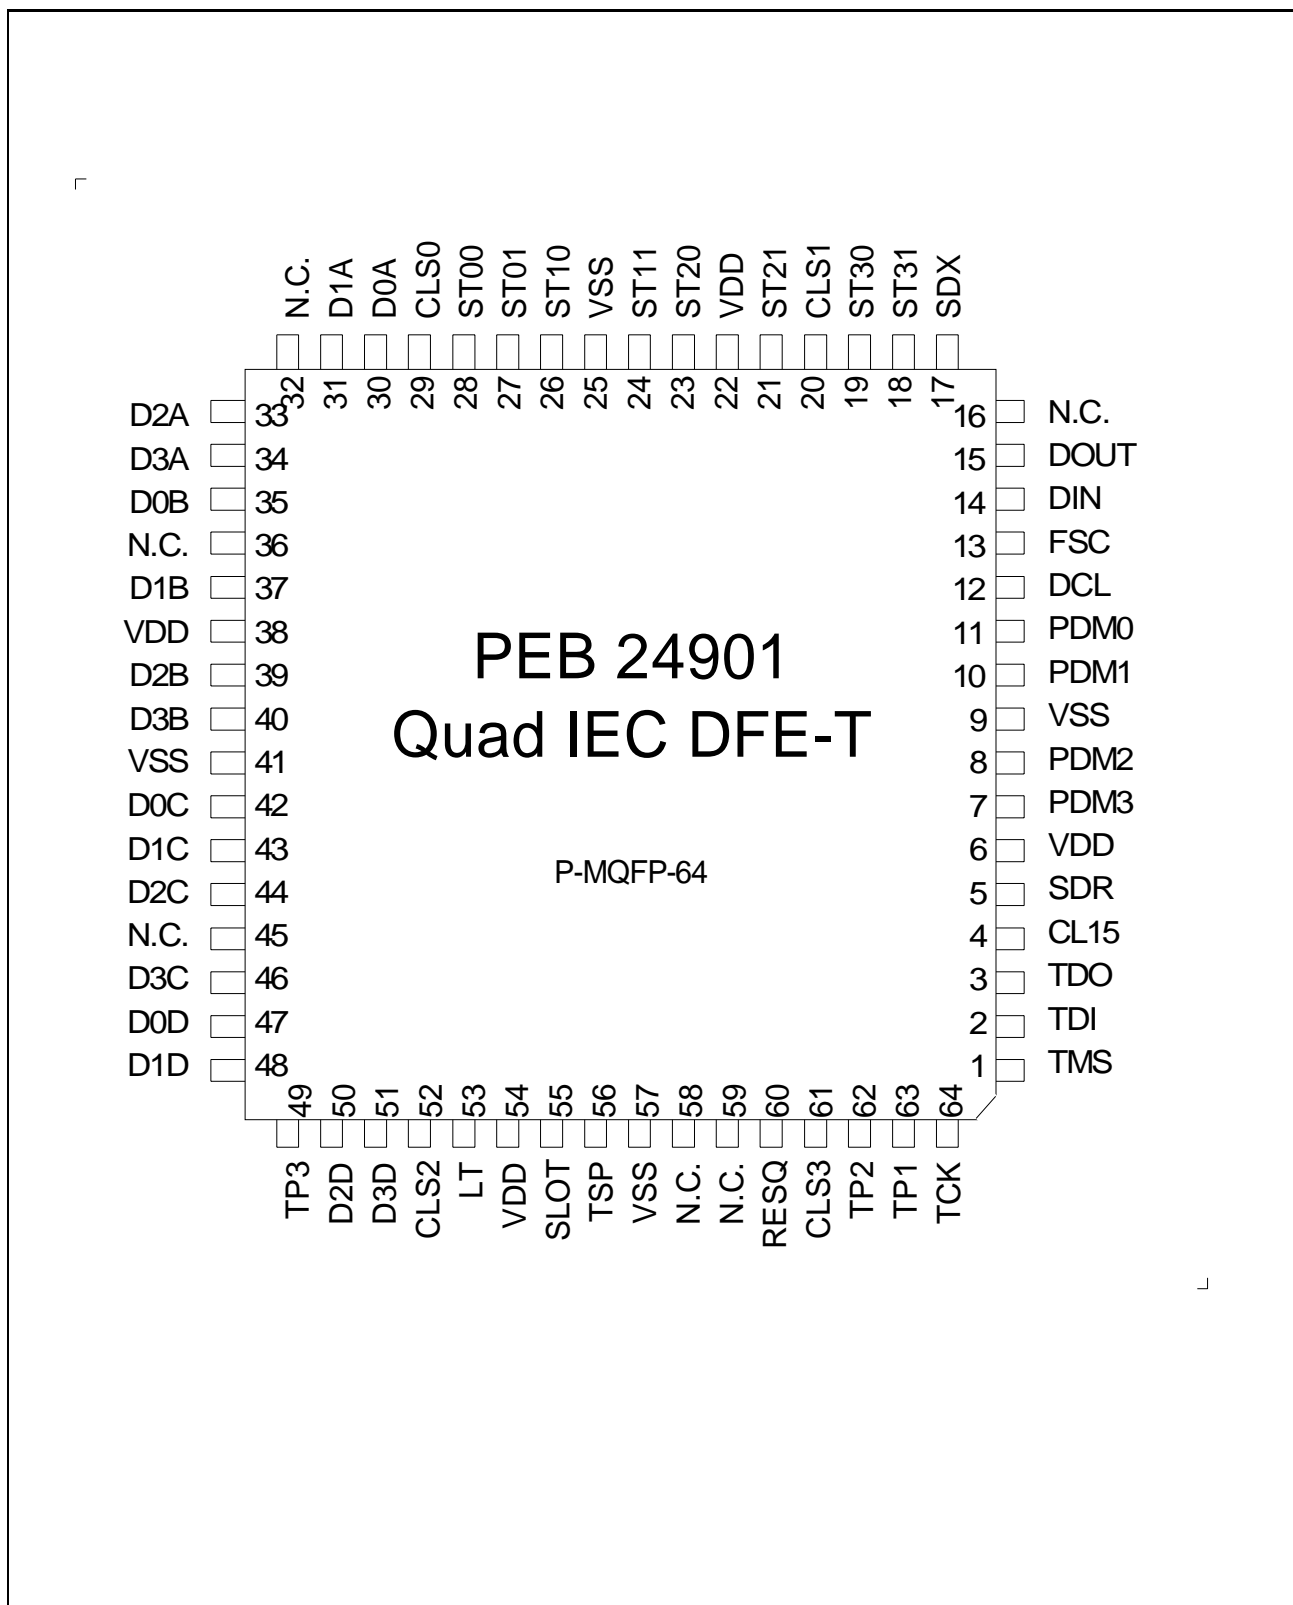 N.C. D1A D0A CLS0 ST00 ST01 ST10 VSS ST11 ST20 VDD ST21 CLS1 ST30 ST31 SDX
32 31 30 29 28 27 26 25 24 23 22 21 20 19 18 17
D2A 33 16 N.C.
D3A 34 15 DOUT
D0B 35 14 DIN
N.C. 36 13 FSC
D1B 37 12 DCL
VDD 38 11 PDM0
D2B 39 10 PDM1
D3B 40 9 VSS
VSS 41 8 PDM2
D0C 42 7 PDM3
D1C 43 6 VDD
D2C 44 5 SDR
N.C. 45 4 CL15
D3C 46 3 TDO
D0D 47 2 TDI
D1D 48 1 TMS
PEB 24901
Quad IEC DFE-T
P-MQFP-64
49 50 51 52 53 54 55 56 57 58 59 60 61 62 63 64
TP3 D2D D3D CLS2 LT VDD SLOT TSP VSS N.C. N.C. RESQ CLS3 TP2 TP1 TCK